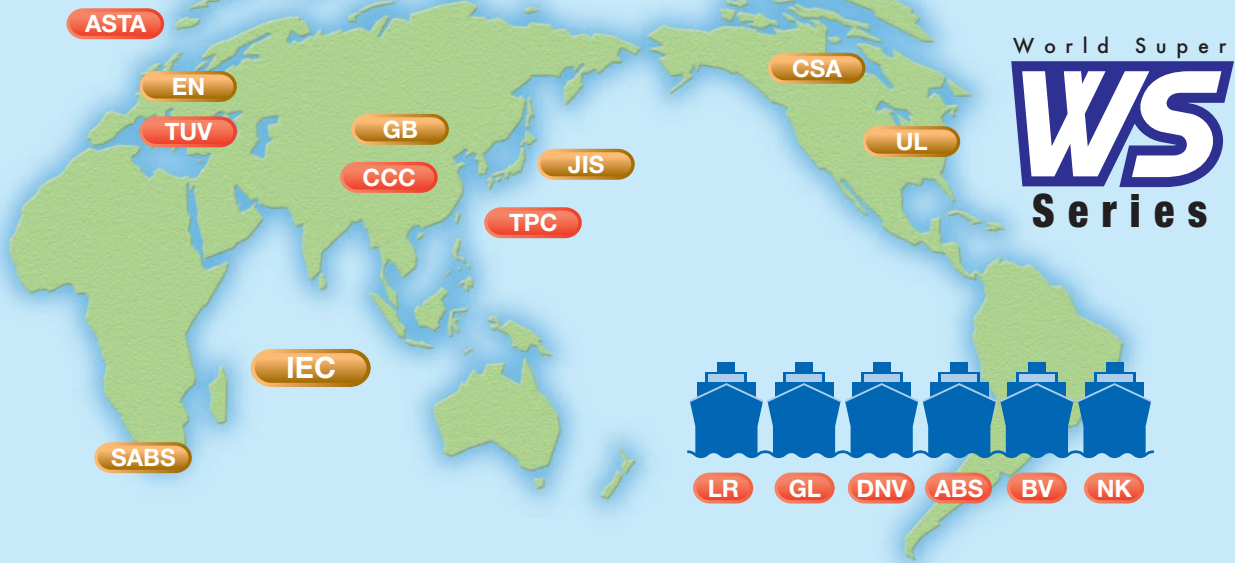 ASTA
World Super
WS
Series
EN
CSA
TUV
GB
UL
JIS
CCC
TPC
IEC
SABS
LR GL DNV ABS BV NK